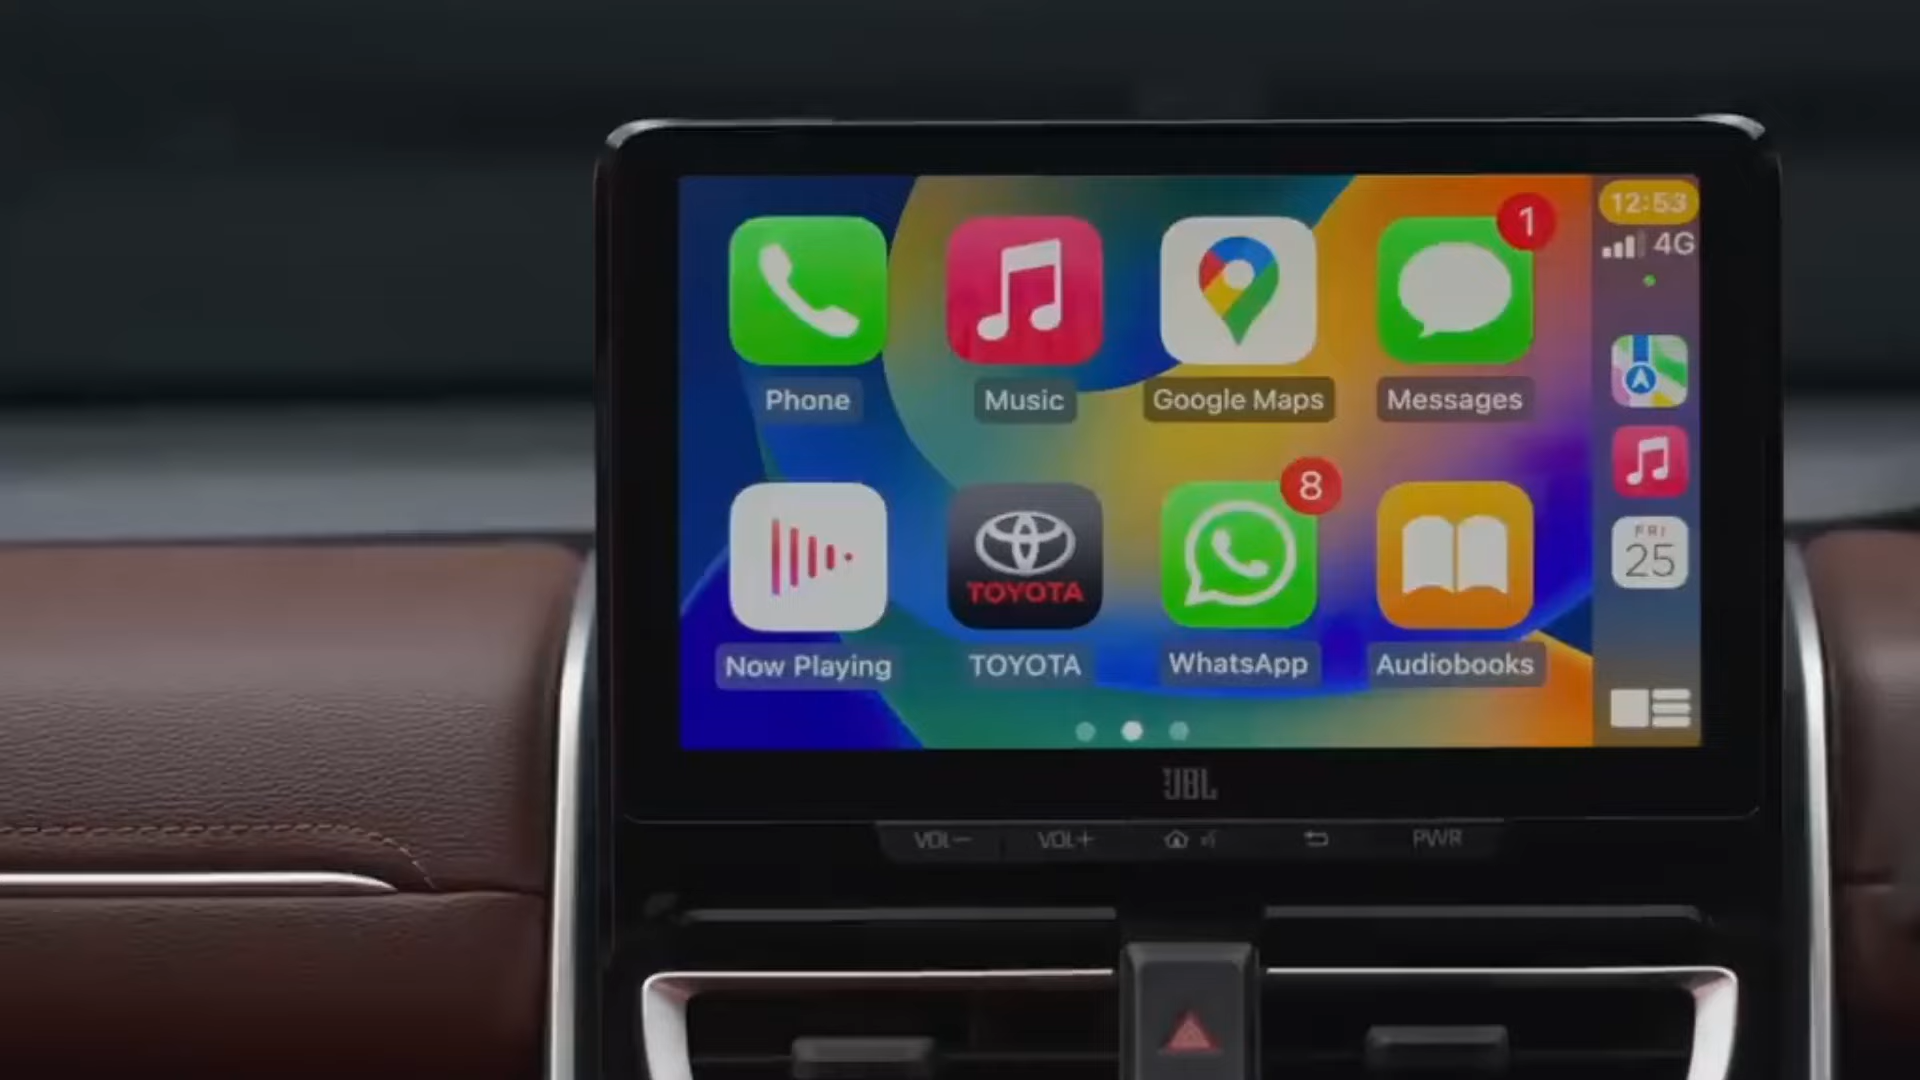 12:53
4G
1
Phone
Music
Google Maps
Messages
8
FRI
25
TOYOTA
Now Playing
TOYOTA
WhatsApp
Audiobooks
JBL
VOL−
VOL+
PWR